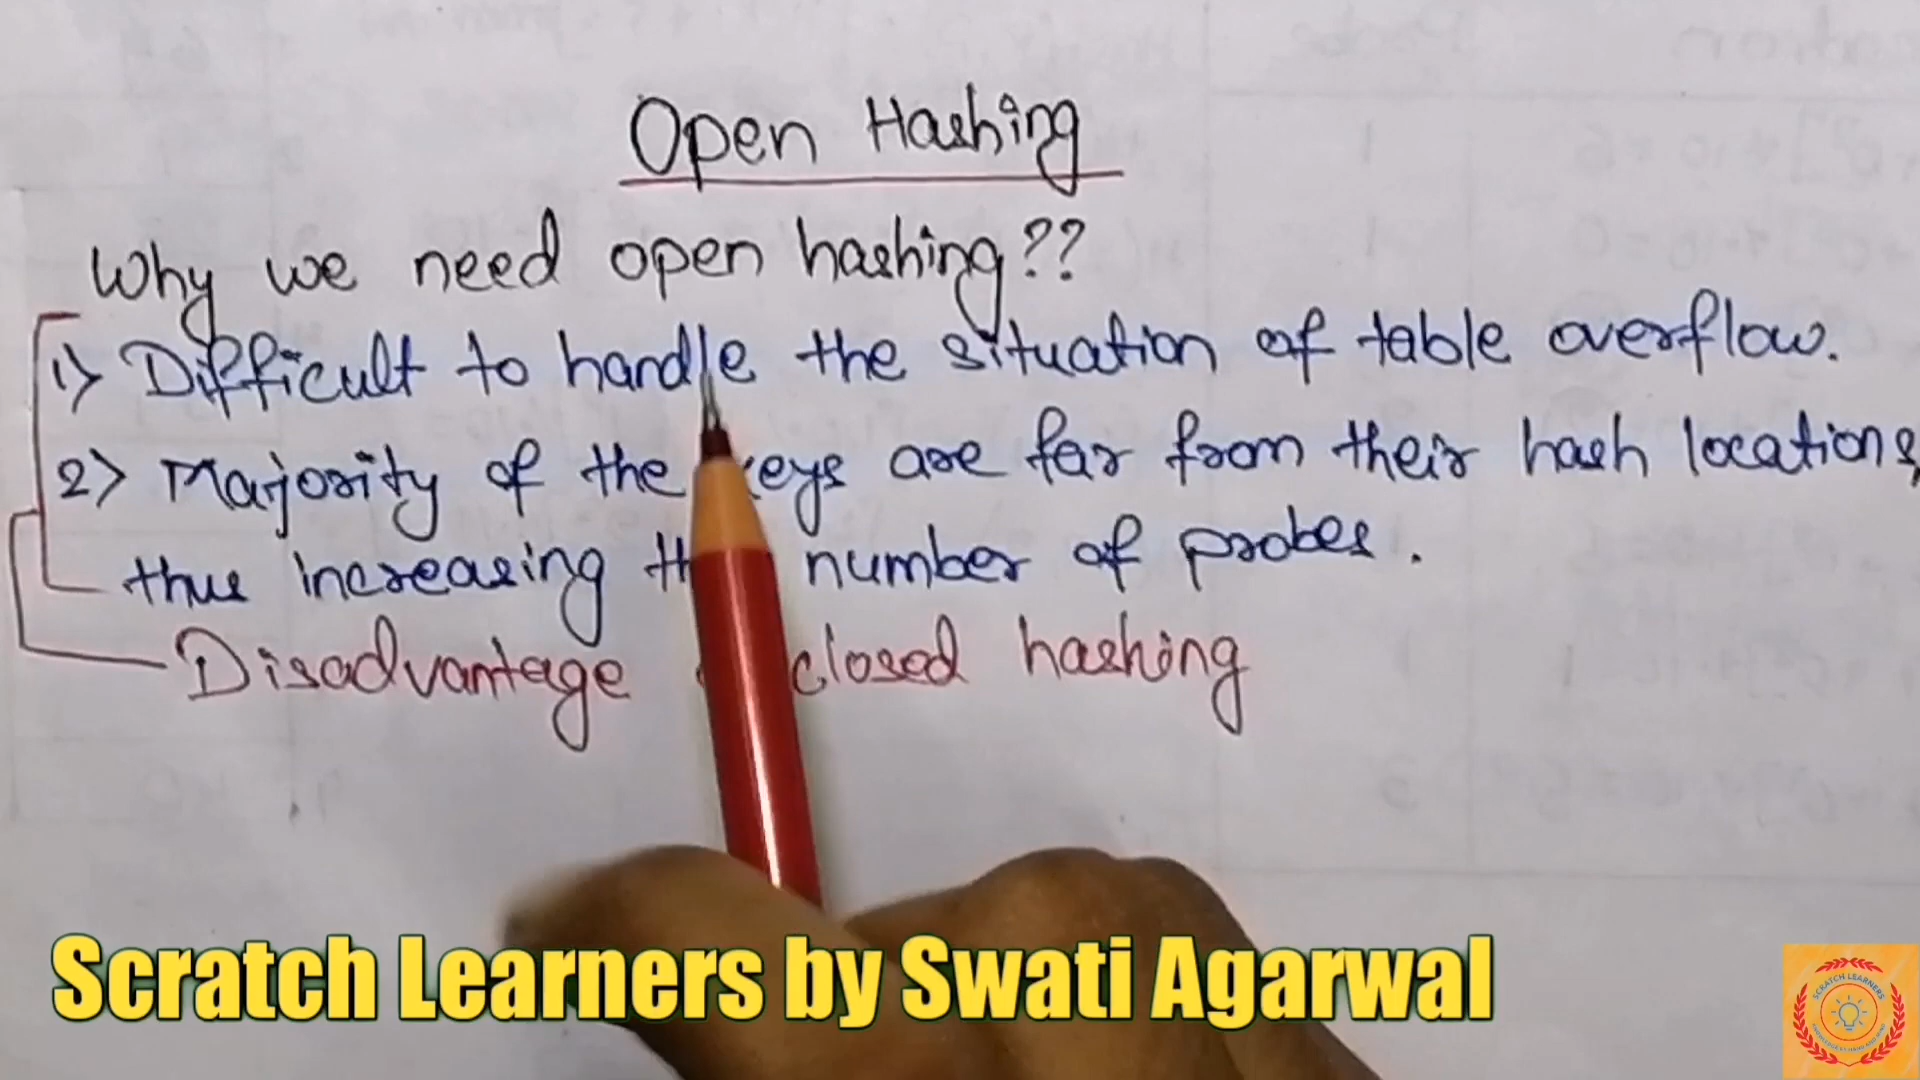 Open Hashing
Why we need open hashing??
1) Difficult to handle the situation of table overflow.
2) Majority of the keys are far from their hash locations,
thus increasing number of probes.
Disadvantage closed hashing
Scratch Learners by Swati Agarwal
SCRATCH LEARNERS